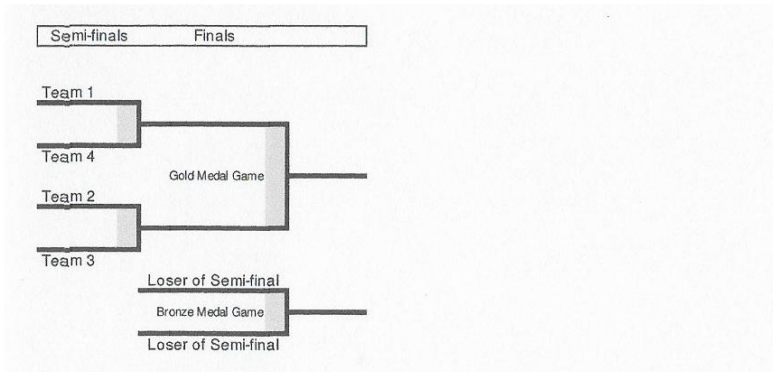 Semi-finals Finals
Team 1
Team 4
Gold Medal Game
Team 2
Team 3
Loser of Semi-final
Bronze Medal Game
Loser of Semi-final